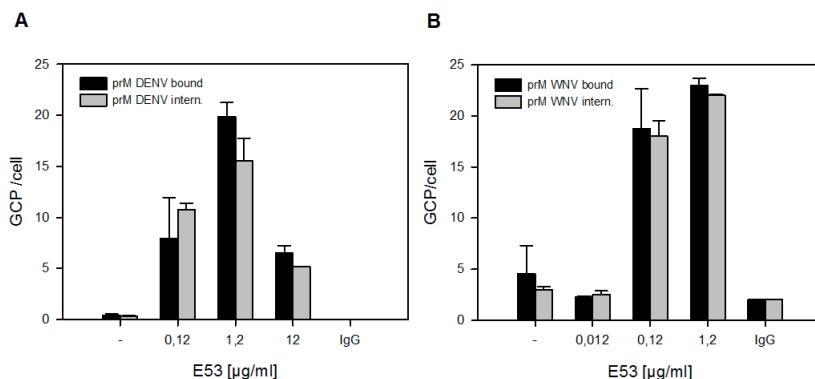 A
25
20
15
10
5
0
GCP /cell
prM DENV bound
prM DENV intern.
- 0,12 1,2 12 IgG
E53 [µg/ml]
B
25
20
15
10
5
0
GCP/cell
prM WNV bound
prM WNV intern.
- 0,012 0,12 1,2 IgG
E53 [µg/ml]